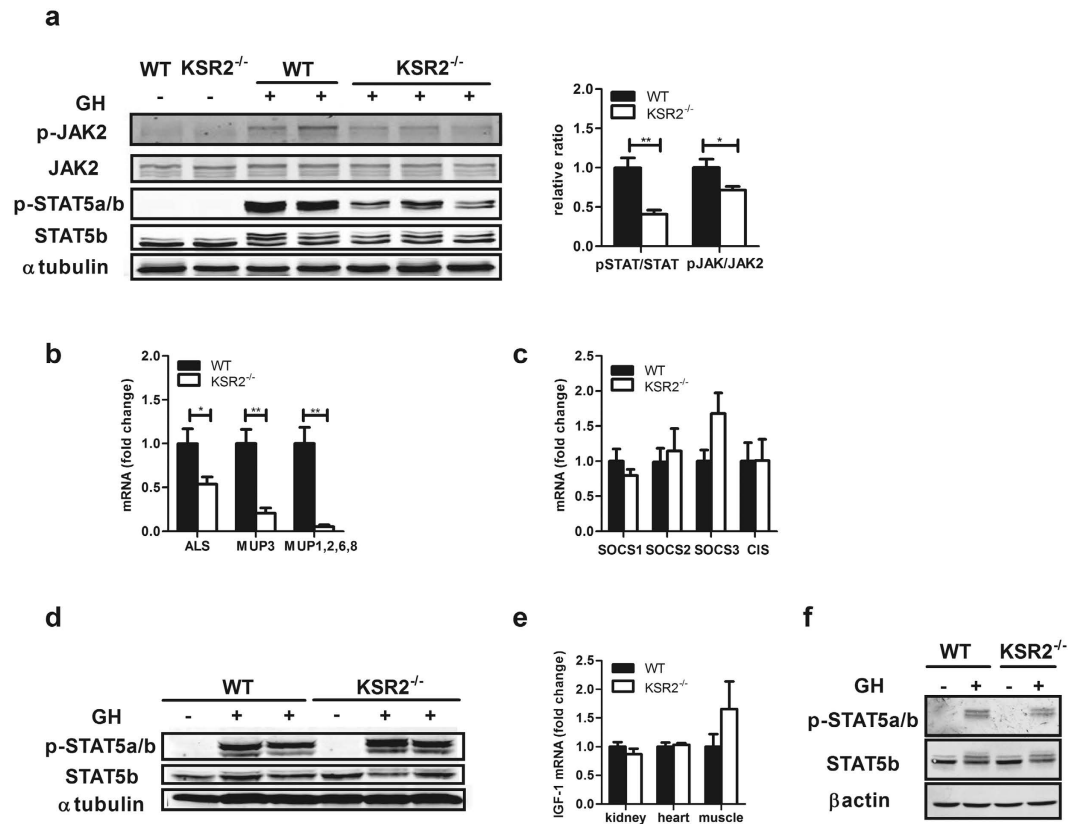 a
WT KSR2-/- WT KSR2-/-
GH - - + + + + +
p-JAK2
JAK2
p-STAT5a/b
STAT5b
α tubulin
WT
KSR2-/-
relative ratio
2.0
1.5
1.0
0.5
0.0
** *
pSTAT/STAT pJAK/JAK2
b
WT
KSR2-/-
mRNA (fold change)
2.0
1.5
1.0
0.5
0.0
* ** **
ALS MUP3 MUP1,2,6,8
c
WT
KSR2-/-
mRNA (fold change)
2.5
2.0
1.5
1.0
0.5
0.0
SOCS1 SOCS2 SOCS3 CIS
d
WT KSR2-/-
GH - + + - + +
p-STAT5a/b
STAT5b
α tubulin
e
WT
KSR2-/-
IGF-1 mRNA (fold change)
2.5
2.0
1.5
1.0
0.5
0.0
kidney heart muscle
f
WT KSR2-/-
GH - + - +
p-STAT5a/b
STAT5b
β actin